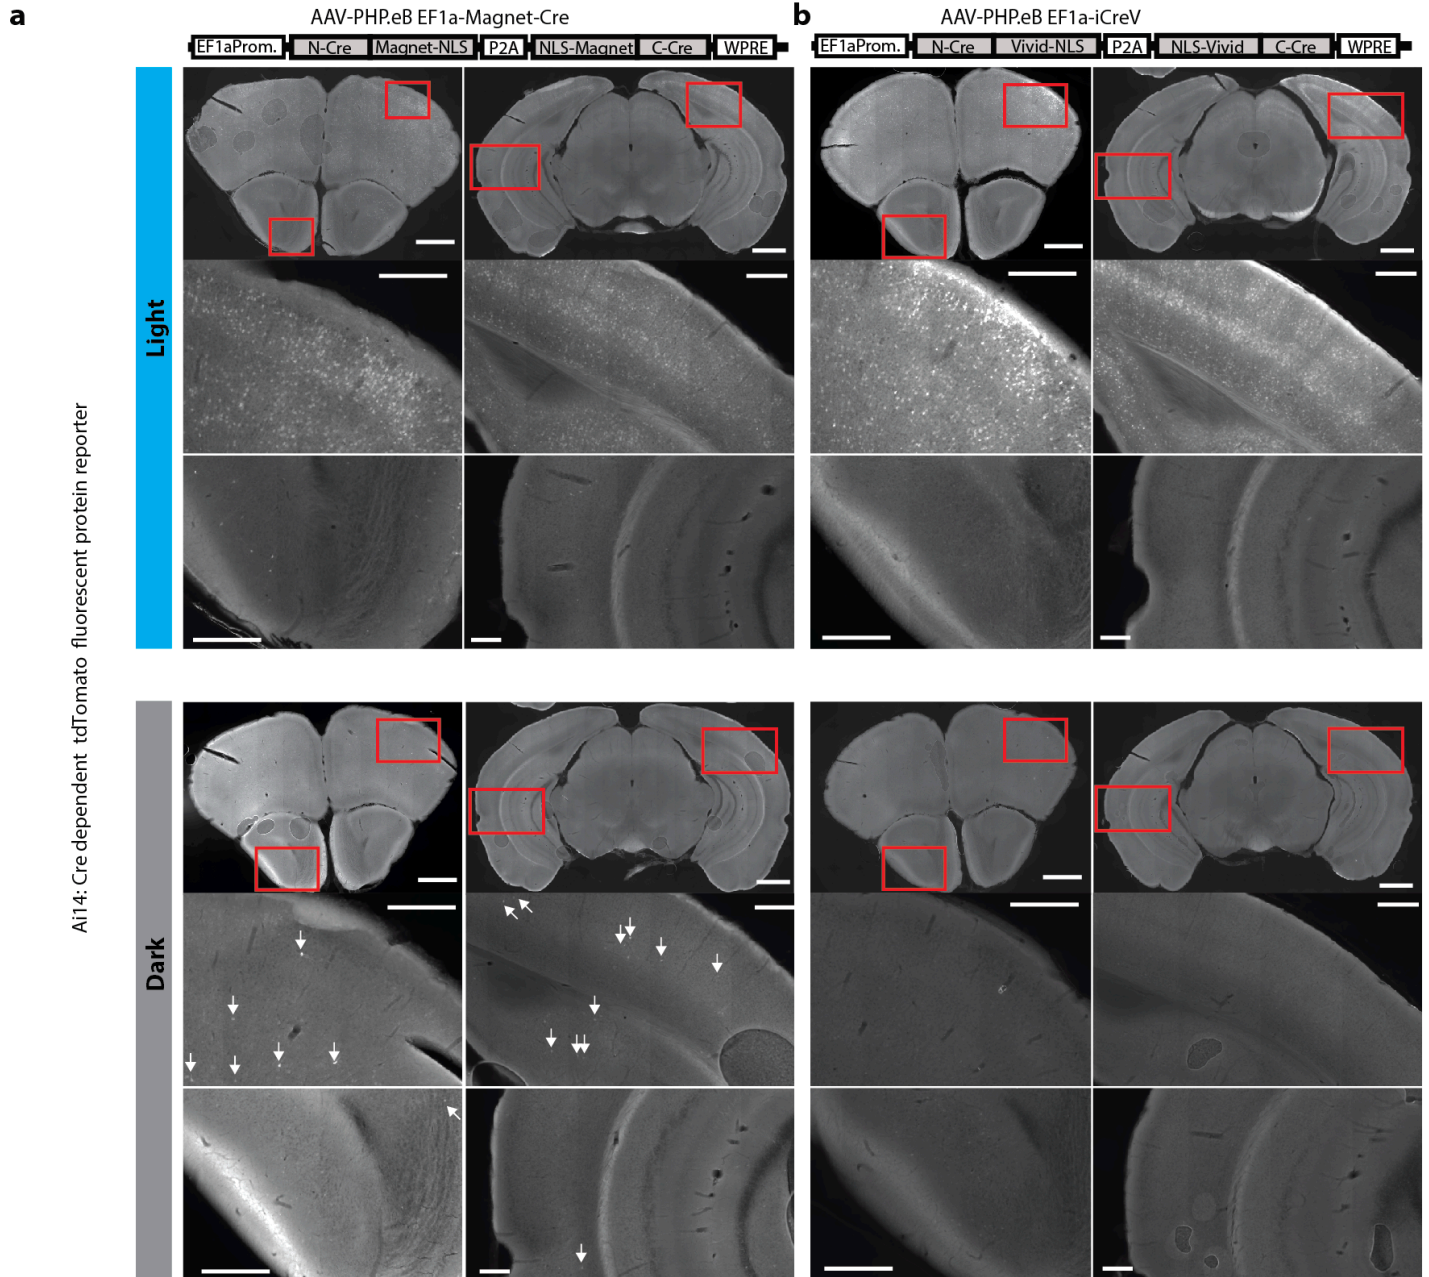 a
AAV-PHP.eB EF1a-Magnet-Cre
EF1aProm. N-Cre Magnet-NLS P2A NLS-Magnet C-Cre WPRE
b
AAV-PHP.eB EF1a-iCreV
EF1aProm. N-Cre Vivid-NLS P2A NLS-Vivid C-Cre WPRE
Ai14: Cre dependent tdTomato fluorescent protein reporter
Light
Dark